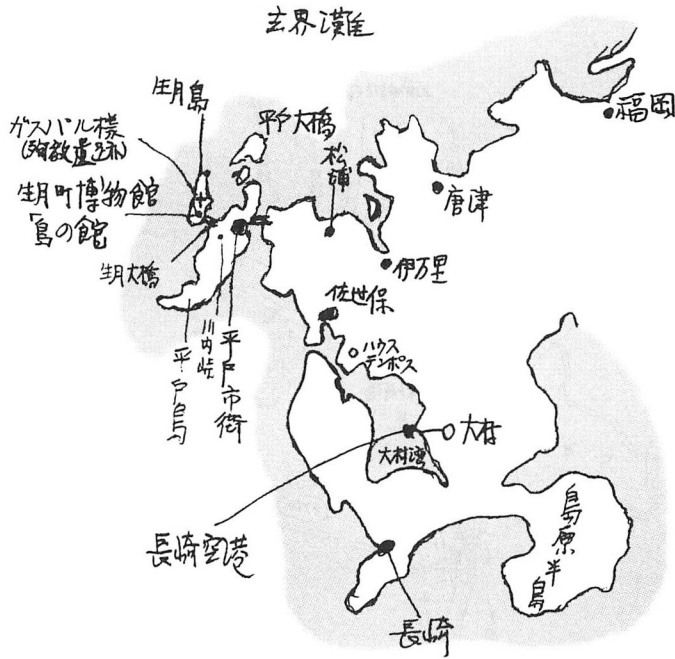 玄界灘
福岡
生月島
平戸大橋
ガスパル様
(殉教遺跡)
松浦
唐津
生月町博物館
「島の館」
伊万里
生月大橋
佐世保
ハウス
テンボス
川内峠
平戸市街
平戸島
大村
大村湾
島原半島
長崎空港
長崎